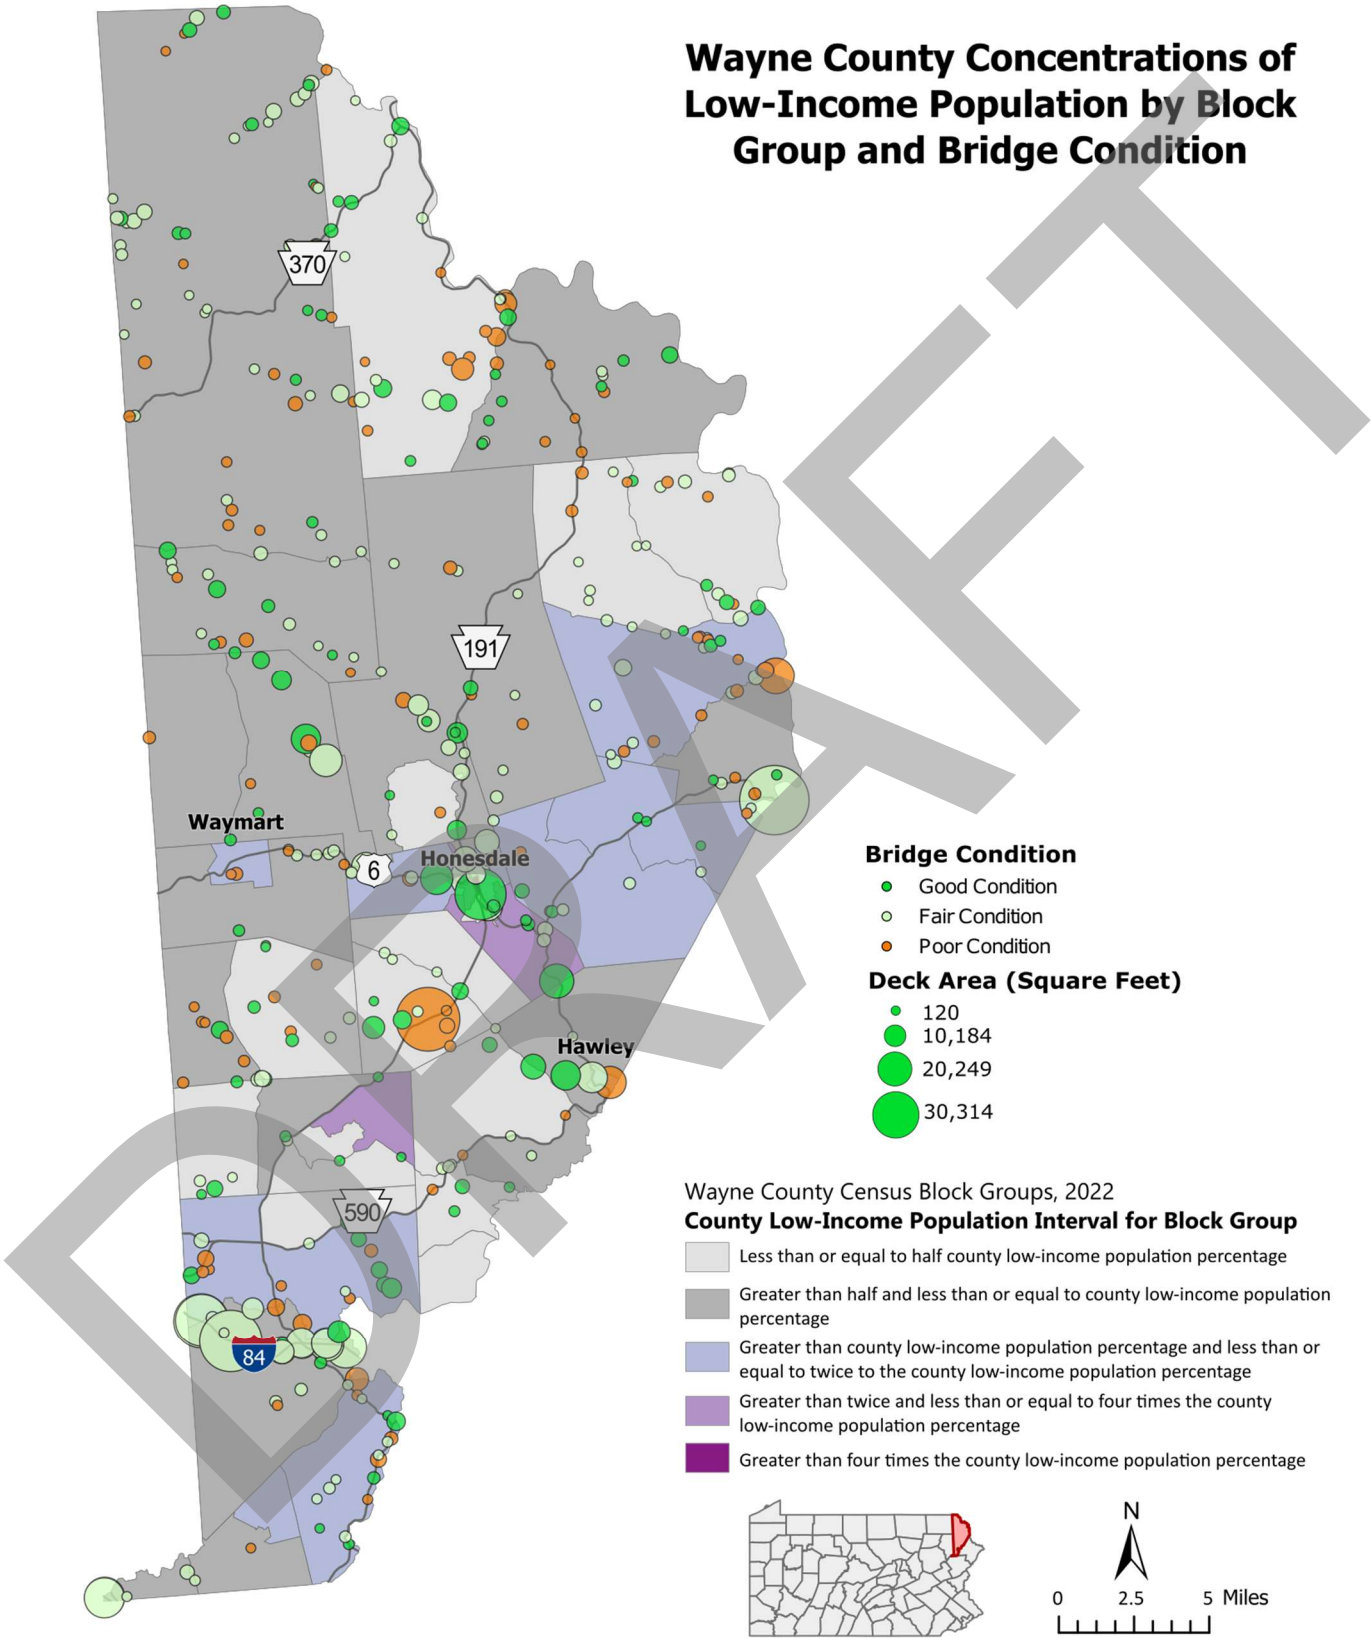 Wayne County Concentrations of
Low-Income Population by Block
Group and Bridge Condition
370
191
Waymart
6
Honesdale
Hawley
590
84
Bridge Condition
Good Condition
Fair Condition
Poor Condition
Deck Area (Square Feet)
120
10,184
20,249
30,314
Wayne County Census Block Groups, 2022
County Low-Income Population Interval for Block Group
Less than or equal to half county low-income population percentage
Greater than half and less than or equal to county low-income population
percentage
Greater than county low-income population percentage and less than or
equal to twice to the county low-income population percentage
Greater than twice and less than or equal to four times the county
low-income population percentage
Greater than four times the county low-income population percentage
N
0 2.5 5 Miles
DRAFT